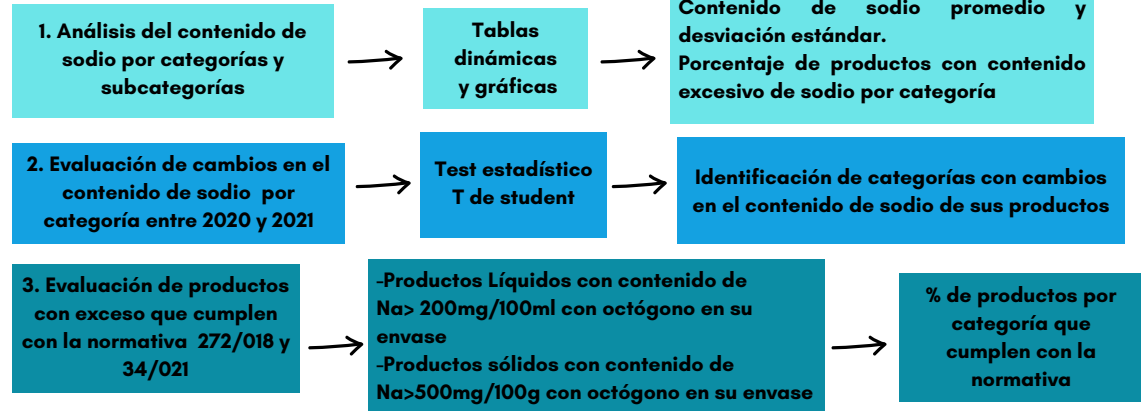 1. Análisis del contenido de
sodio por categorías y
subcategorías
Tablas
dinámicas
y gráficas
Contenido de sodio promedio y
desviación estándar.
Porcentaje de productos con contenido
excesivo de sodio por categoría
2. Evaluación de cambios en el
contenido de sodio por
categoría entre 2020 y 2021
Test estadístico
T de student
Identificación de categorías con cambios
en el contenido de sodio de sus productos
3. Evaluación de productos
con exceso que cumplen
con la normativa 272/018 y
34/021
-Productos Líquidos con contenido de
Na> 200mg/100ml con octógono en su
envase
-Productos sólidos con contenido de
Na>500mg/100g con octógono en su envase
% de productos por
categoría que
cumplen con la
normativa